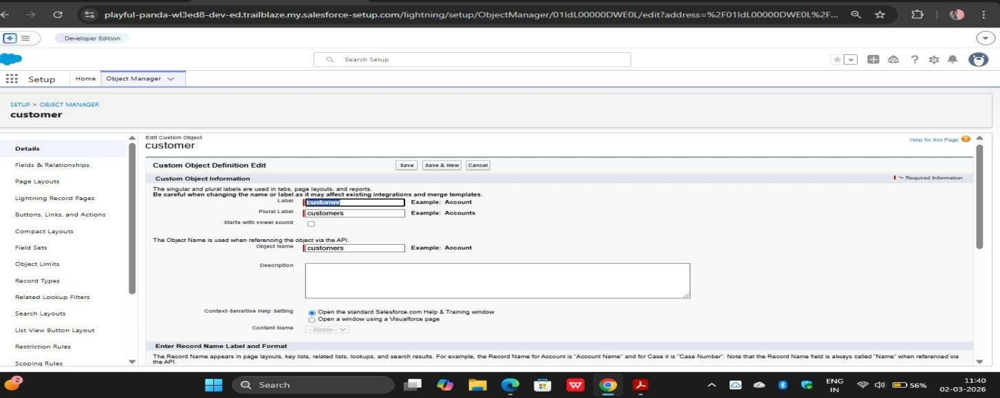 playful-panda-wl3ed8-dev-ed.trailblaze.my.salesforce-setup.com/lightning/setup/ObjectManager/01IdL00000DWE0L/edit?address=%2F01IdL00000DWE0L%2F...
Developer Edition
Search Setup
Setup Home Object Manager
SETUP > OBJECT MANAGER
customer
Details
Fields & Relationships
Page Layouts
Lightning Record Pages
Buttons, Links, and Actions
Compact Layouts
Field Sets
Object Limits
Record Types
Related Lookup Filters
Search Layouts
List View Button Layout
Restriction Rules
Scoping Rules
Edit Custom Object
customer
Help for this Page ?
Custom Object Definition Edit Save Save & New Cancel
Custom Object Information = Required Information
The singular and plural labels are used in tabs, page layouts, and reports.
Be careful when changing the name or label as it may affect existing integrations and merge templates.
Label customer Example: Account
Plural Label customers Example: Accounts
Starts with vowel sound
The Object Name is used when referencing the object via the API.
Object Name customers Example: Account
Description
Context-Sensitive Help Setting Open the standard Salesforce.com Help & Training window
Open a window using a Visualforce page
Content Name --None--
Enter Record Name Label and Format
The Record Name appears in page layouts, key lists, related lists, lookups, and search results. For example, the Record Name for Account is "Account Name" and for Case it is "Case Number". Note that the Record Name field is always called "Name" when referenced via
the API.
2
Search
ENG
IN
56%
11:40
02-03-2026